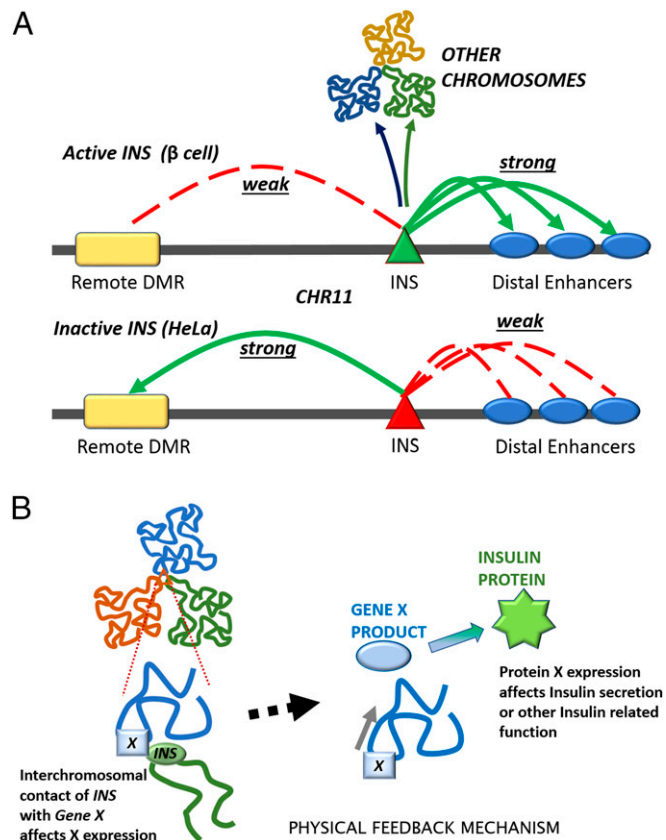 A
OTHER
CHROMOSOMES
Active INS (β cell)
weak
strong
Remote DMR
INS
Distal Enhancers
CHR11
Inactive INS (HeLa)
strong
weak
Remote DMR
INS
Distal Enhancers
B
INSULIN
PROTEIN
GENE X
PRODUCT
Protein X expression
affects Insulin secretion
or other Insulin related
function
X
INS
X
Interchromosomal
contact of INS
with Gene X
affects X expression
PHYSICAL FEEDBACK MECHANISM